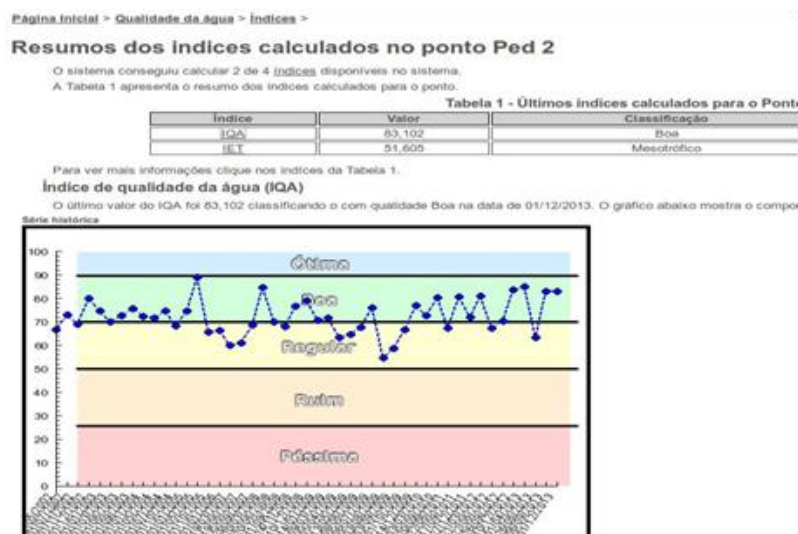 Página Inicial > Qualidade da água > Índices >
Resumos dos indices calculados no ponto Ped 2
O sistema conseguiu calcular 2 de 4 índices disponíveis no sistema.
A Tabela 1 apresenta o resumo dos índices calculados para o ponto.
Tabela 1 - Últimos índices calculados para o Ponto
Índice Valor Classificação
IQA 83,102 Boa
IET 51,605 Mesotrófico
Para ver mais informações clique nos indices da Tabela 1.
Índice de qualidade da água (IQA)
O último valor do IQA foi 83,102 classificando o com qualidade Boa na data de 01/12/2013. O gráfico abaixo mostra o compo
Série histórica
100
90
80
70
60
50
40
30
20
10
0
Ótima
Boa
Regular
Ruim
Péssima